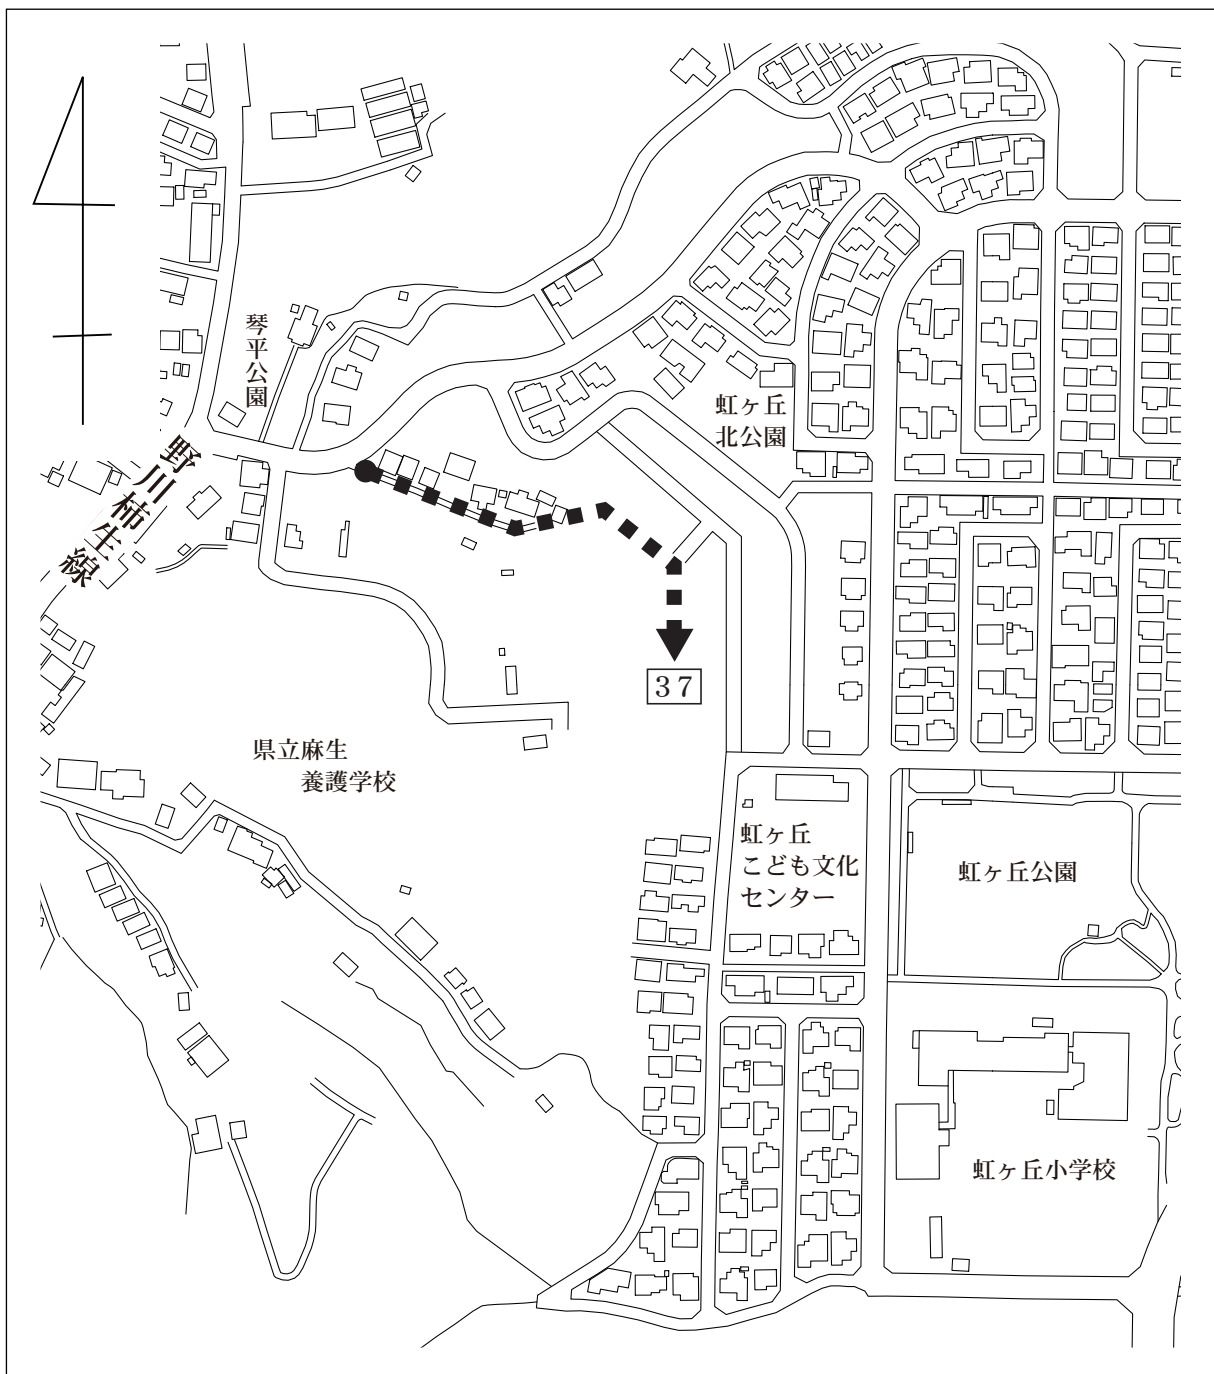 琴平公園
虹ヶ丘
北公園
野川柿生線
37
県立麻生
養護学校
虹ヶ丘
こども文化
センター
虹ヶ丘公園
虹ヶ丘小学校